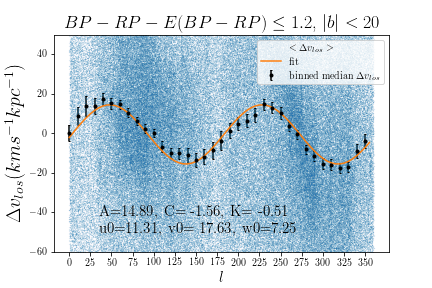 BP − RP − E(BP − RP) ≤ 1.2, |b| < 20
< Δv_los >
fit
binned median Δv_los
Δv_los(kms⁻¹kpc⁻¹)
40
20
0
−20
−40
−60
A=14.89, C= -1.56, K= -0.51
u0=11.31, v0= 17.63, w0=7.25
0 25 50 75 100 125 150 175 200 225 250 275 300 325 350
l